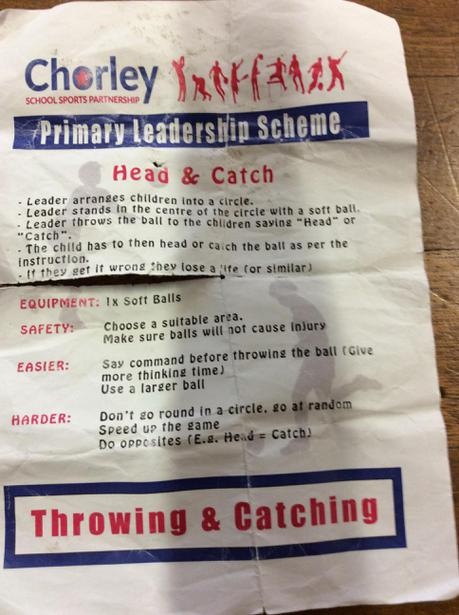 Chorley
SCHOOL SPORTS PARTNERSHIP
Primary Leadership Scheme
Head & Catch
- Leader arranges children into a circle.
- Leader stands in the centre of the circle with a soft ball.
- Leader throws the ball to the children saying "Head" or
"Catch".
- The child has to then head or catch the ball as per the
instruction.
- If they get it wrong they lose a life (or similar)
EQUIPMENT: 1x Soft Balls
SAFETY: Choose a suitable area.
Make sure balls will not cause injury
EASIER: Say command before throwing the ball (Give
more thinking time)
Use a larger ball
HARDER: Don't go round in a circle, go at random
Speed up the game
Do opposites (E.g. Head = Catch)
Throwing & Catching